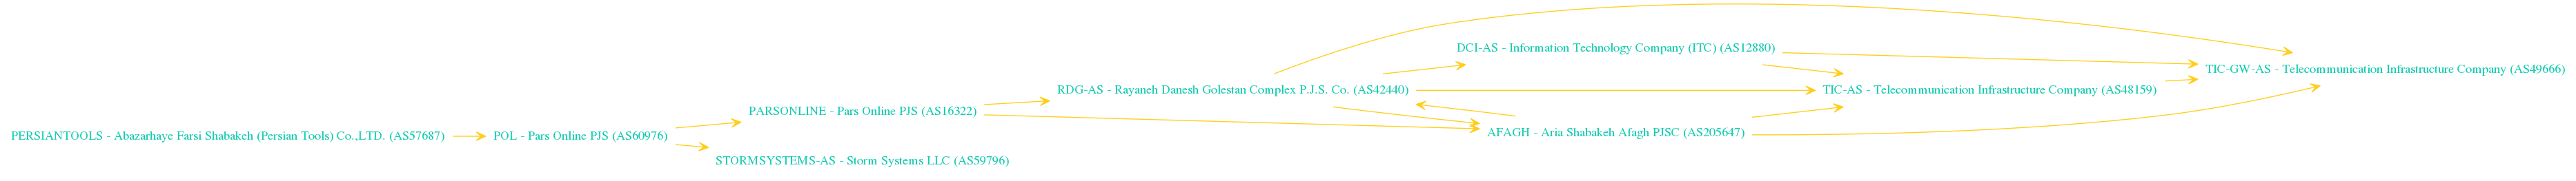 PERSIANTOOLS - Abazarhaye Farsi Shabakeh (Persian Tools) Co.,LTD. (AS57687)
POL - Pars Online PJS (AS60976)
PARSONLINE - Pars Online PJS (AS16322)
STORMSYSTEMS-AS - Storm Systems LLC (AS59796)
RDG-AS - Rayaneh Danesh Golestan Complex P.J.S. Co. (AS42440)
DCI-AS - Information Technology Company (ITC) (AS12880)
AFAGH - Aria Shabakeh Afagh PJSC (AS205647)
TIC-AS - Telecommunication Infrastructure Company (AS48159)
TIC-GW-AS - Telecommunication Infrastructure Company (AS49666)